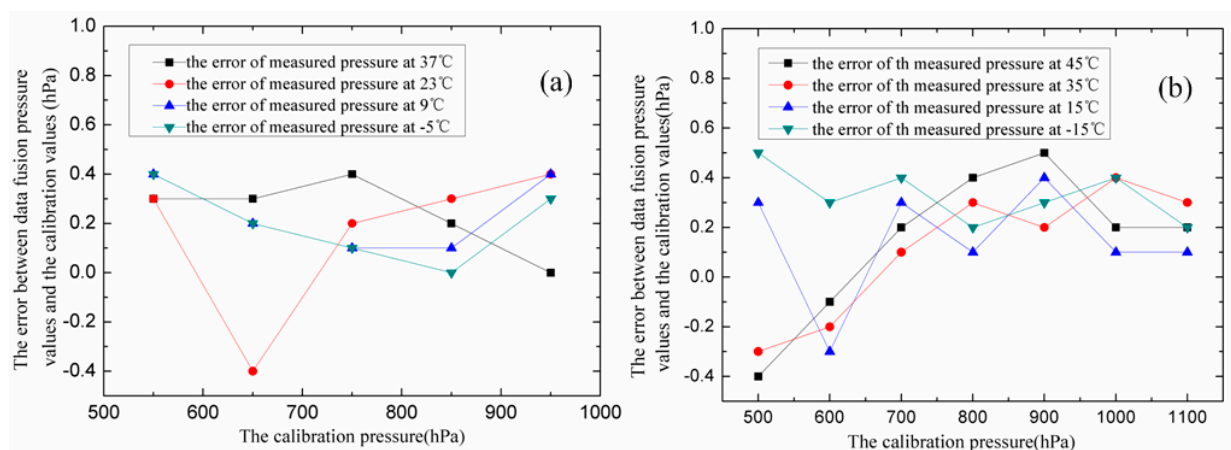 The error between data fusion pressure
values and the calibration values (hPa)
1.0
0.8
0.6
0.4
0.2
0.0
-0.2
-0.4
the error of measured pressure at 37℃
the error of measured pressure at 23℃
the error of measured pressure at 9℃
the error of measured pressure at -5℃
(a)
500
600
700
800
900
1000
The calibration pressure(hPa)
The error between data fusion pressure
values and the calibration values(hPa)
1.0
0.8
0.6
0.4
0.2
0.0
-0.2
-0.4
the error of th measured pressure at 45℃
the error of th measured pressure at 35℃
the error of th measured pressure at 15℃
the error of th measured pressure at -15℃
(b)
500
600
700
800
900
1000
1100
The calibration pressure(hPa)